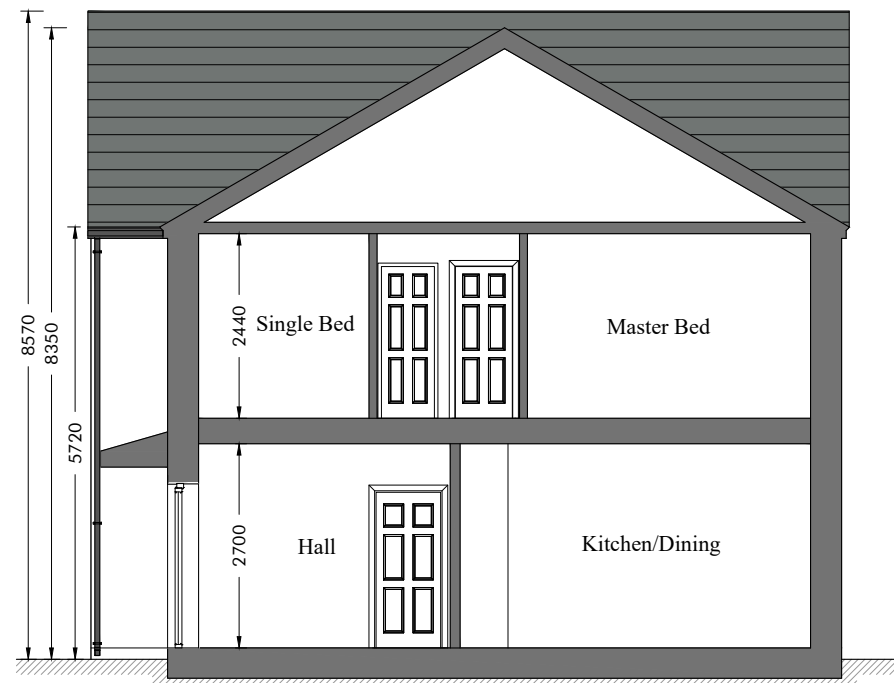 8570
8350
5720
2440
Single Bed
Master Bed
2700
Hall
Kitchen/Dining